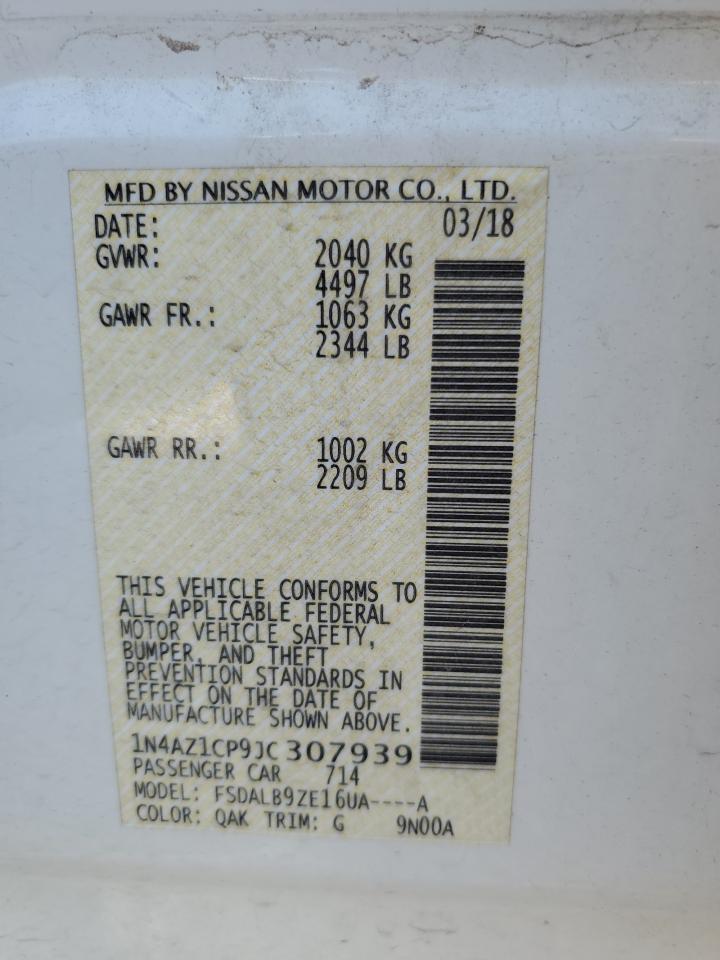 MFD BY NISSAN MOTOR CO., LTD.
DATE: 03/18
GVWR: 2040 KG
4497 LB
GAWR FR.: 1063 KG
2344 LB
GAWR RR.: 1002 KG
2209 LB
THIS VEHICLE CONFORMS TO
ALL APPLICABLE FEDERAL
MOTOR VEHICLE SAFETY,
BUMPER, AND THEFT
PREVENTION STANDARDS IN
EFFECT ON THE DATE OF
MANUFACTURE SHOWN ABOVE.
1N4AZ1CP9JC 307939
PASSENGER CAR 714
MODEL: FSDALB9ZE16UA----A
COLOR: QAK TRIM: G 9N00A